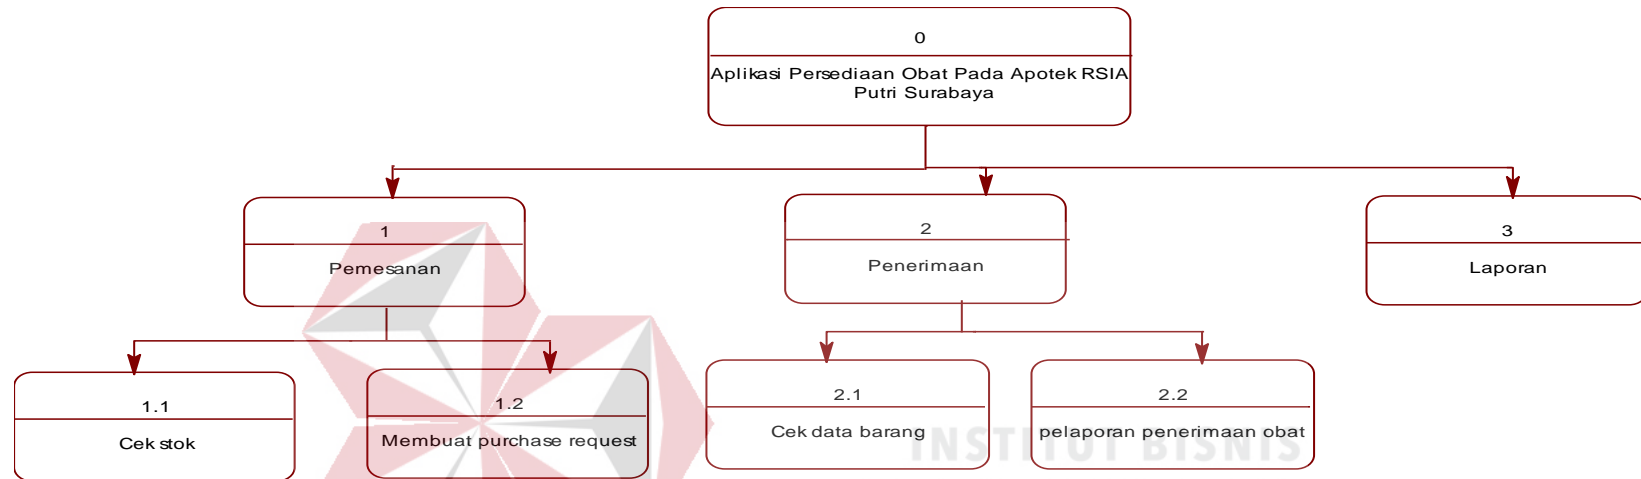 0
Aplikasi Persediaan Obat Pada Apotek RSIA
Putri Surabaya
1
Pemesanan
2
Penerimaan
3
Laporan
1.1
Cek stok
1.2
Membuat purchase request
2.1
Cek data barang
2.2
pelaporan penerimaan obat
INSTITUT BISNIS